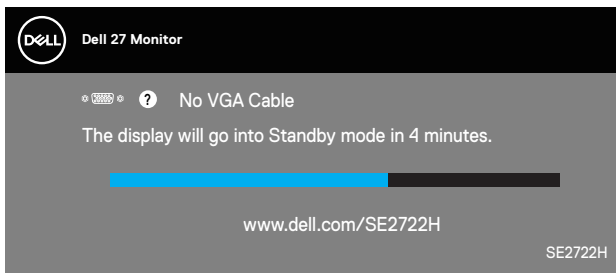 DELL
Dell 27 Monitor
? No VGA Cable
The display will go into Standby mode in 4 minutes.
www.dell.com/SE2722H
SE2722H